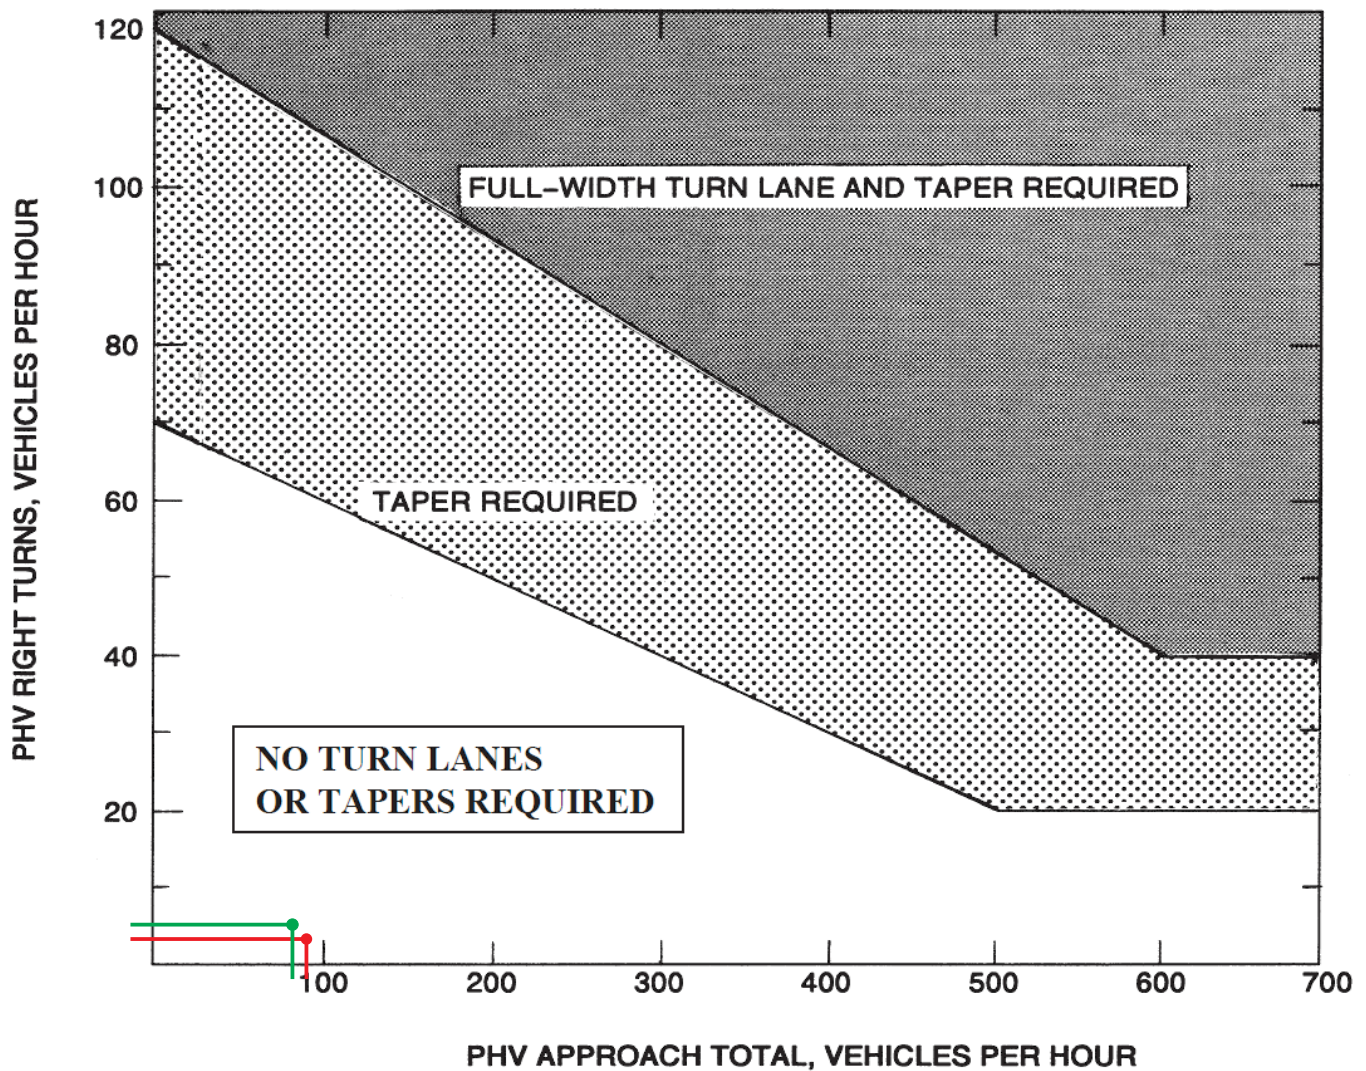 120
100
80
60
40
20
PHV RIGHT TURNS, VEHICLES PER HOUR
FULL-WIDTH TURN LANE AND TAPER REQUIRED
TAPER REQUIRED
NO TURN LANES
OR TAPERS REQUIRED
100 200 300 400 500 600 700
PHV APPROACH TOTAL, VEHICLES PER HOUR